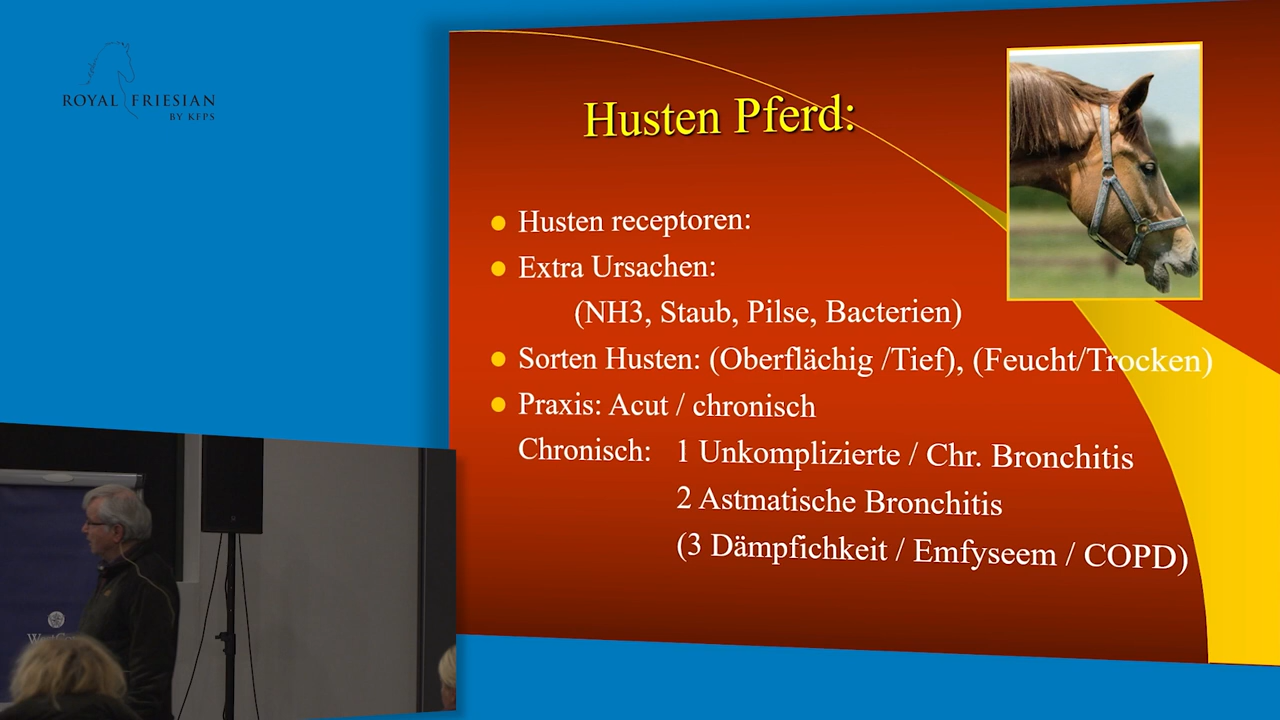 ROYAL FRIESIAN
BY KFPS
Husten Pferd:
Husten receptoren:
Extra Ursachen:
(NH3, Staub, Pilse, Bacterien)
Sorten Husten: (Oberflächig /Tief), (Feucht/Trocken)
Praxis: Acut / chronisch
Chronisch: 1 Unkomplizierte / Chr. Bronchitis
2 Astmatische Bronchitis
(3 Dämpfichkeit / Emfyseem / COPD)